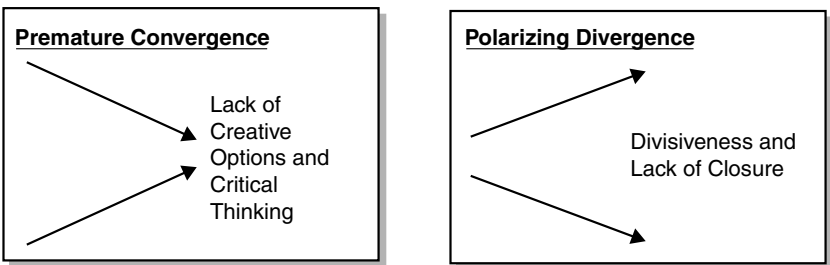 Premature Convergence
Lack of
Creative
Options and
Critical
Thinking
Polarizing Divergence
Divisiveness and
Lack of Closure